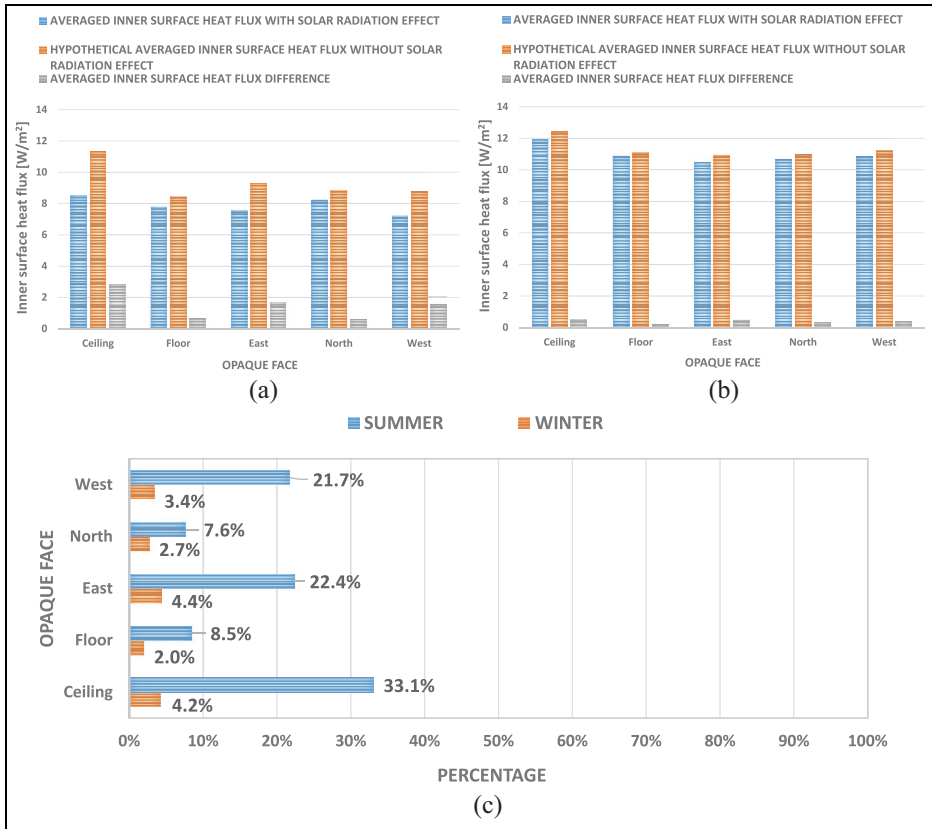 AVERAGED INNER SURFACE HEAT FLUX WITH SOLAR RADIATION EFFECT
HYPOTHETICAL AVERAGED INNER SURFACE HEAT FLUX WITHOUT SOLAR
RADIATION EFFECT
AVERAGED INNER SURFACE HEAT FLUX DIFFERENCE
Inner surface heat flux [W/m²]
14
12
10
8
6
4
2
0
Ceiling Floor East North West
OPAQUE FACE
(a)
AVERAGED INNER SURFACE HEAT FLUX WITH SOLAR RADIATION EFFECT
HYPOTHETICAL AVERAGED INNER SURFACE HEAT FLUX WITHOUT SOLAR
RADIATION EFFECT
AVERAGED INNER SURFACE HEAT FLUX DIFFERENCE
Inner surface heat flux [W/m²]
14
12
10
8
6
4
2
0
Ceiling Floor East North West
OPAQUE FACE
(b)
SUMMER WINTER
OPAQUE FACE
West 21.7%
3.4%
North 7.6%
2.7%
East 22.4%
4.4%
Floor 8.5%
2.0%
Ceiling 33.1%
4.2%
0% 10% 20% 30% 40% 50% 60% 70% 80% 90% 100%
PERCENTAGE
(c)